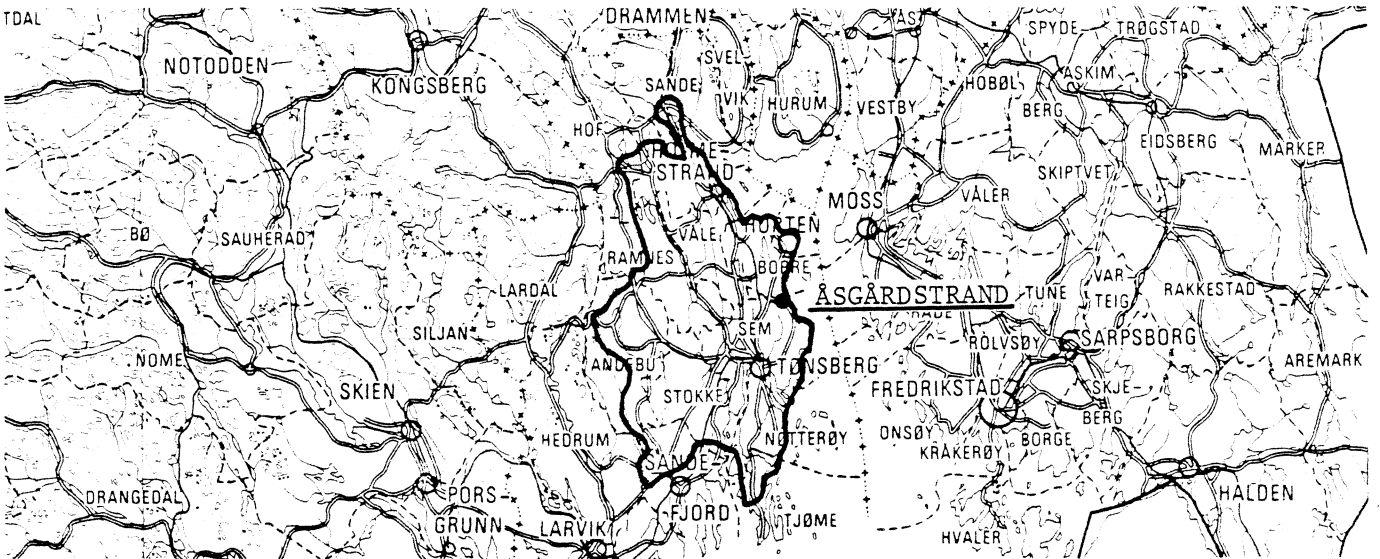 TDAL
DRAMMEN
ÅS
SPYDE-
TRØGSTAD
NOTODDEN
KONGSBERG
SVEL-
VIK
SANDE
HURUM
VESTBY
HOBØL
ASKIM
BERG
EIDSBERG
MARKER
HOF
STRAND
SKIPTVET
MOSS
VÅLER
BØ
SAUHERAD
VÅLE
RAMNES
BORRE
LARDAL
ÅSGÅRDSTRAND
TUNE
VAR-
TEIG
RAKKESTAD
SILJAN
SEM
ROLVSØY
SARPSBORG
NOME
ANDEBU
TØNSBERG
AREMARK
SKIEN
STOKKE
FREDRIKSTAD
SKJE-
BERG
HEDRUM
NØTTERØY
ONSØY
KRÅKERØY
BORGE
SANDE-
FJORD
DRANGEDAL
PORS-
GRUNN
LARVIK
TJØME
HALDEN
HVALER